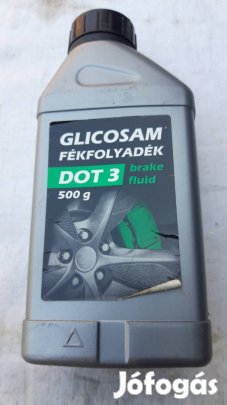 GLICOSAM
FÉKFOLYADÉK
DOT 3 brake fluid
500 g
Jófogás